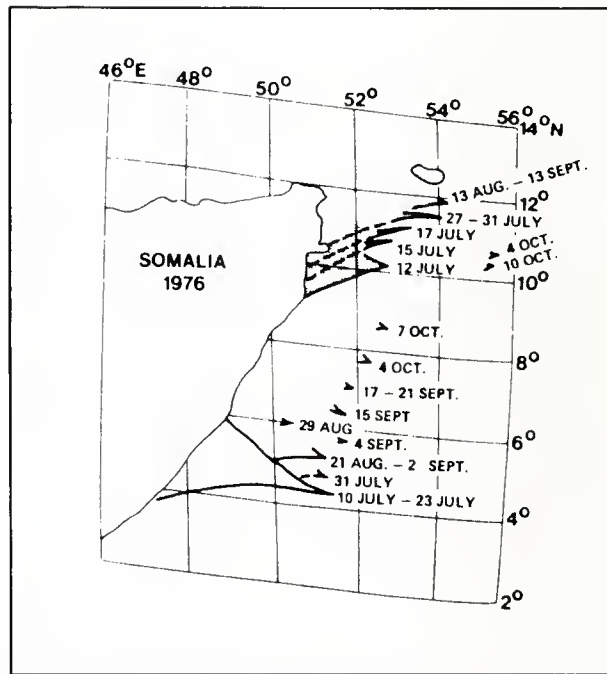 46°E 48° 50° 52° 54° 56°
14°N
13 AUG. – 13 SEPT.
12°
27 – 31 JULY
17 JULY
4 OCT.
15 JULY
10 OCT.
SOMALIA
1976
12 JULY
10°
7 OCT.
8°
4 OCT.
17 – 21 SEPT.
15 SEPT
29 AUG
6°
4 SEPT.
21 AUG. – 2 SEPT.
31 JULY
10 JULY – 23 JULY
4°
2°